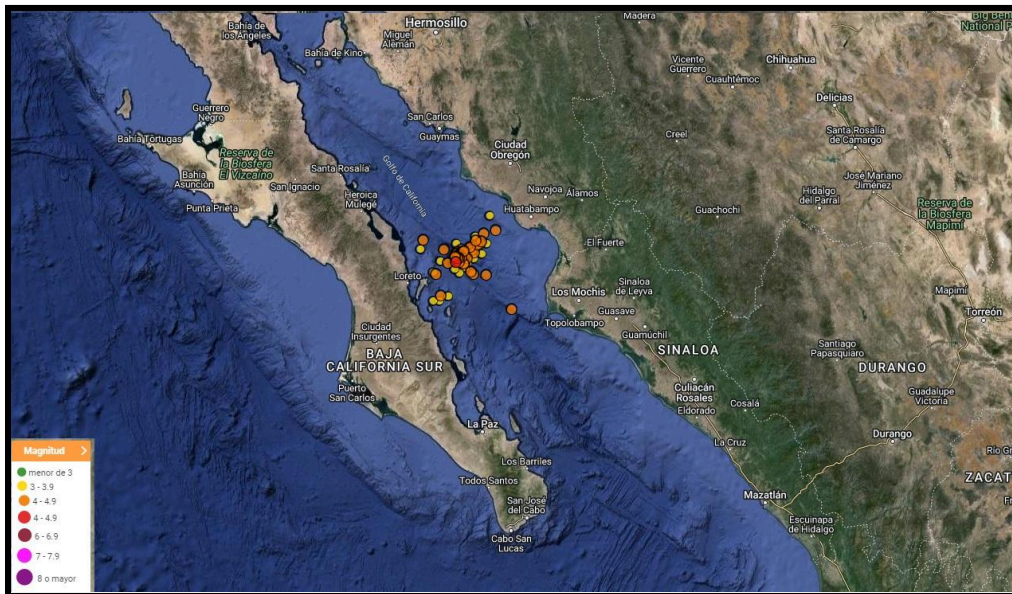 Big Ben
National P
Madera
Hermosillo
Bahía de
los Ángeles
Miguel
Alemán
Bahía de Kino
Vicente
Guerrero
Chihuahua
Cuauhtémoc
Delicias
Guerrero
Negro
San Carlos
Guaymas
Bahía Tortugas
Ciudad
Obregón
Creel
Santa Rosalía
de Camargo
Reserva de
la Biosfera
El Vizcaíno
Bahía
Asunción
San Ignacio
Santa Rosalía
Golfo de California
Heroica
Mulegé
Navojoa
Álamos
Huatabampo
Punta Prieta
José Mariano
Jiménez
Hidalgo
del Parral
Guachochi
Reserva de
la Biosfera
Mapimí
El Fuerte
Loreto
Los Mochis
Sinaloa
de Leyva
Mapimí
Guasave
Topolobampo
Torreón
Ciudad
Insurgentes
Guamúchil
BAJA
CALIFORNIA SUR
SINALOA
Santiago
Papasquiaro
DURANGO
Puerto
San Carlos
Culiacán
Rosales
Eldorado
Cosalá
Guadalupe
Victoria
La Paz
La Cruz
Durango
Los Barriles
Todos Santos
San José
del Cabo
Cabo San
Lucas
Mazatlán
Escuinapa
de Hidalgo
Río Gr
ZACAT
Fr
Magnitud >
menor de 3
3 - 3.9
4 - 4.9
4 - 4.9
6 - 6.9
7 - 7.9
8 o mayor